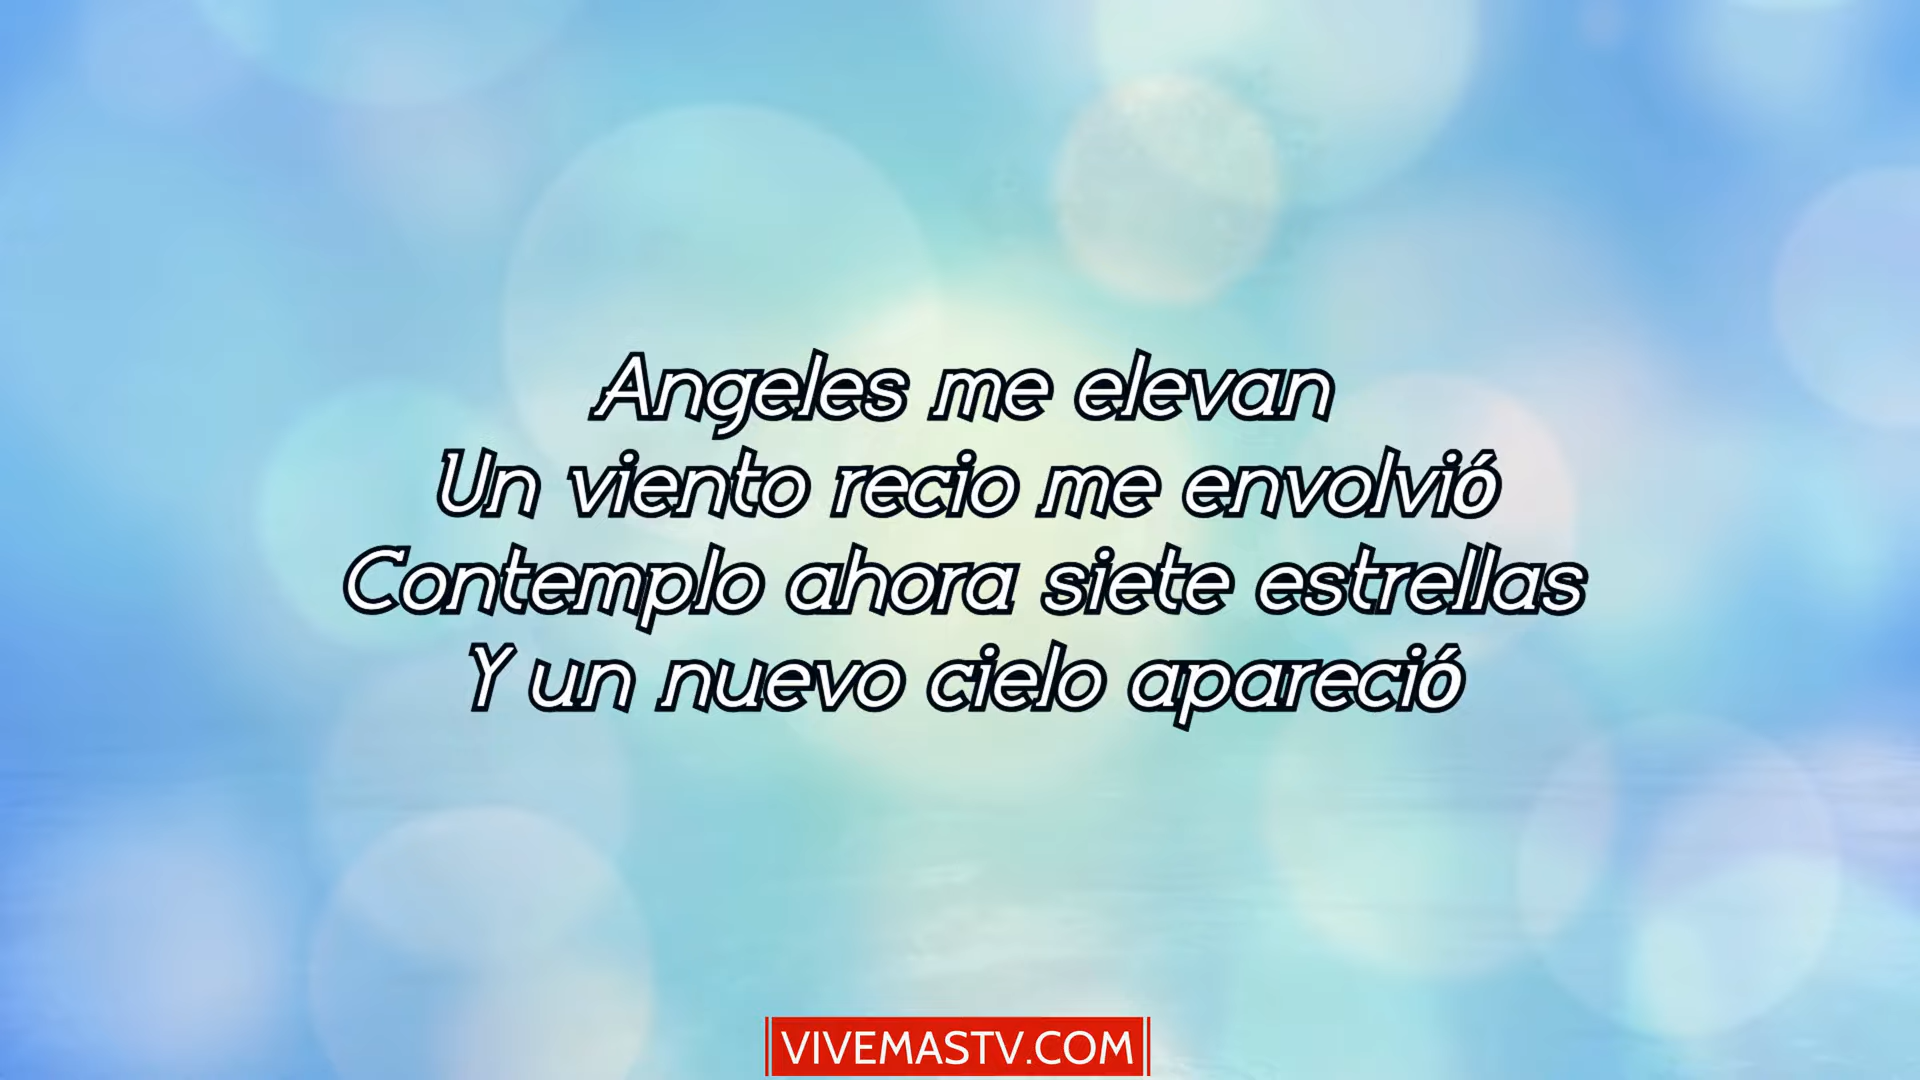 Angeles me elevan
Un viento recio me envolvió
Contemplo ahora siete estrellas
Y un nuevo cielo apareció
VIVEMASTV.COM